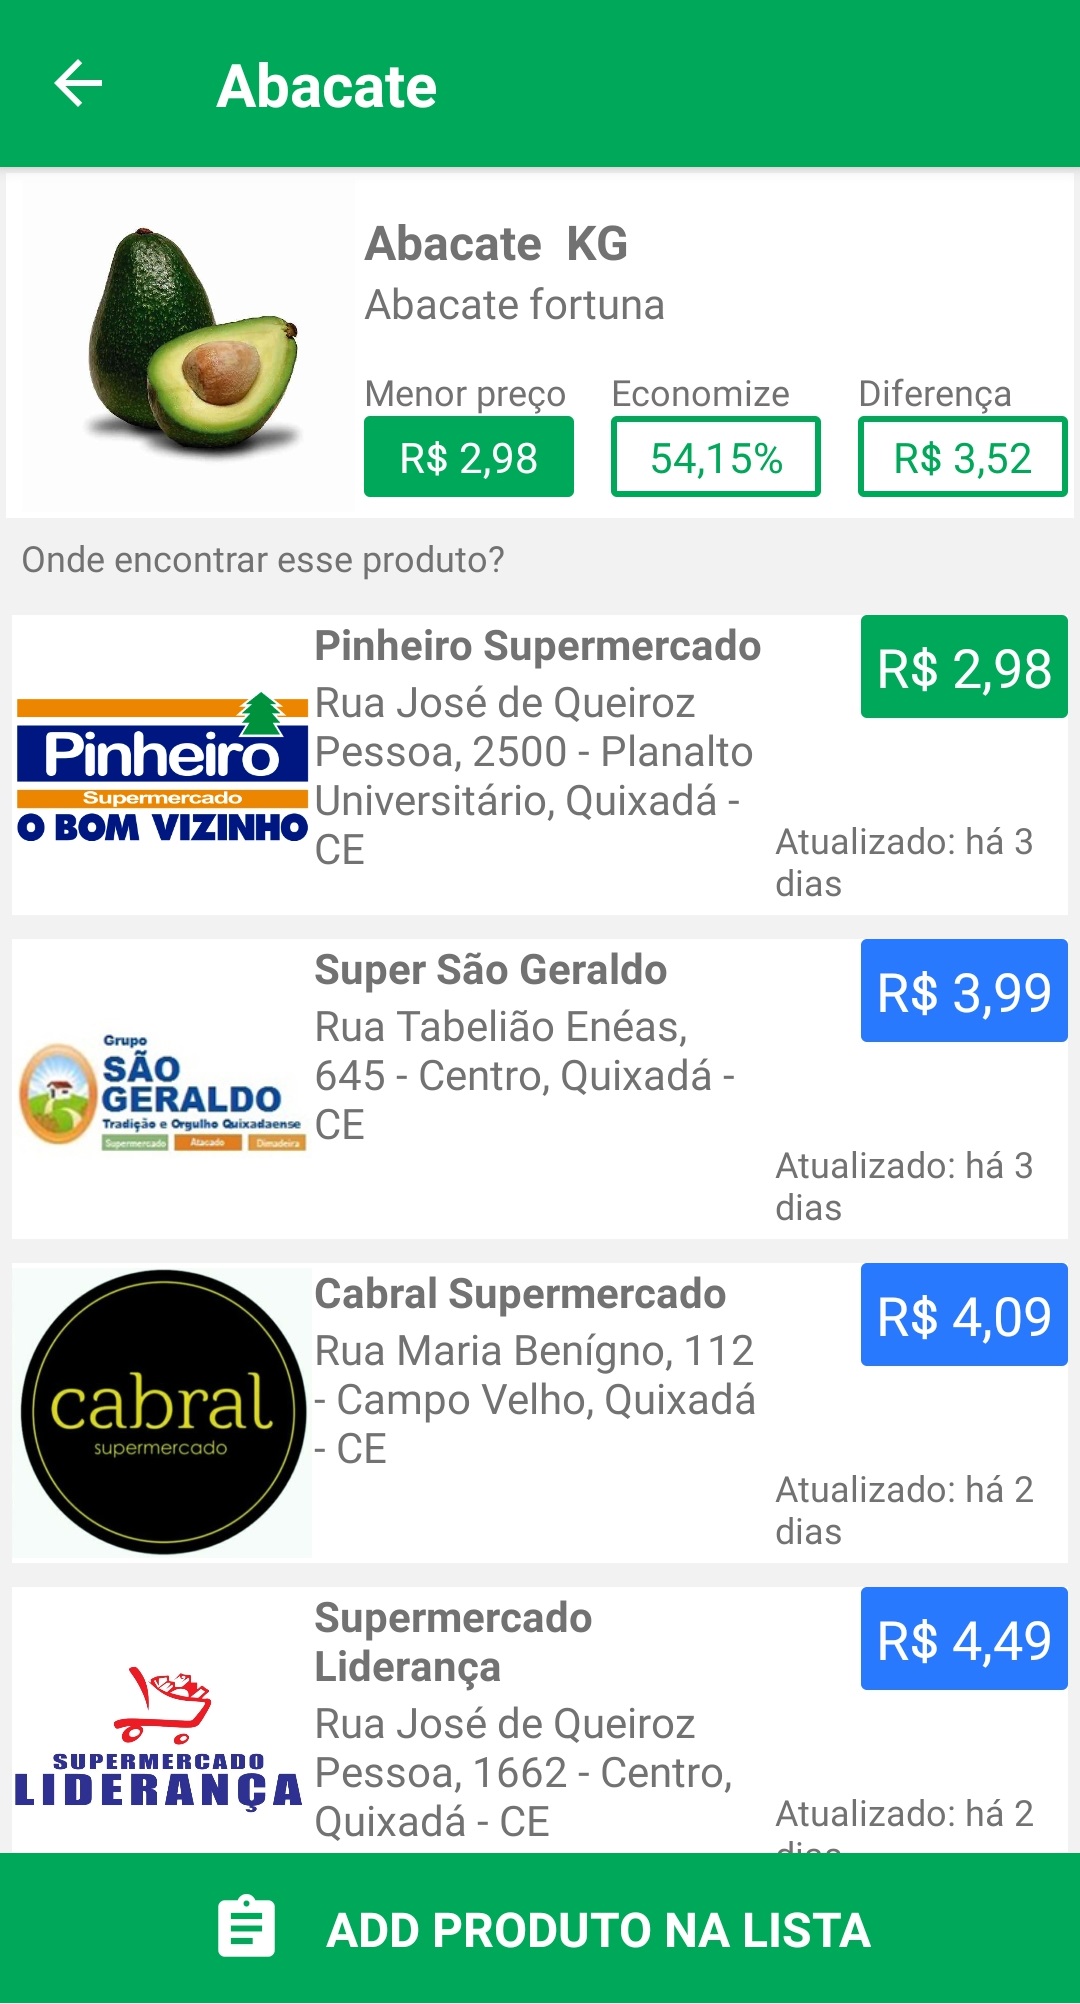 Abacate
Abacate  KG
Abacate fortuna
Menor preço Economize Diferença
R$ 2,98 54,15% R$ 3,52
Onde encontrar esse produto?
Pinheiro
Supermercado
O BOM VIZINHO
Pinheiro Supermercado
Rua José de Queiroz
Pessoa, 2500 - Planalto
Universitário, Quixadá -
CE
R$ 2,98
Atualizado: há 3
dias
Grupo
SÃO
GERALDO
Tradição e Orgulho Quixadaense
Supermercado Atacado Dimadeira
Super São Geraldo
Rua Tabelião Enéas,
645 - Centro, Quixadá -
CE
R$ 3,99
Atualizado: há 3
dias
cabral
supermercado
Cabral Supermercado
Rua Maria Benígno, 112
- Campo Velho, Quixadá
- CE
R$ 4,09
Atualizado: há 2
dias
SUPERMERCADO
LIDERANÇA
Supermercado
Liderança
Rua José de Queiroz
Pessoa, 1662 - Centro,
Quixadá - CE
R$ 4,49
Atualizado: há 2
dias
ADD PRODUTO NA LISTA